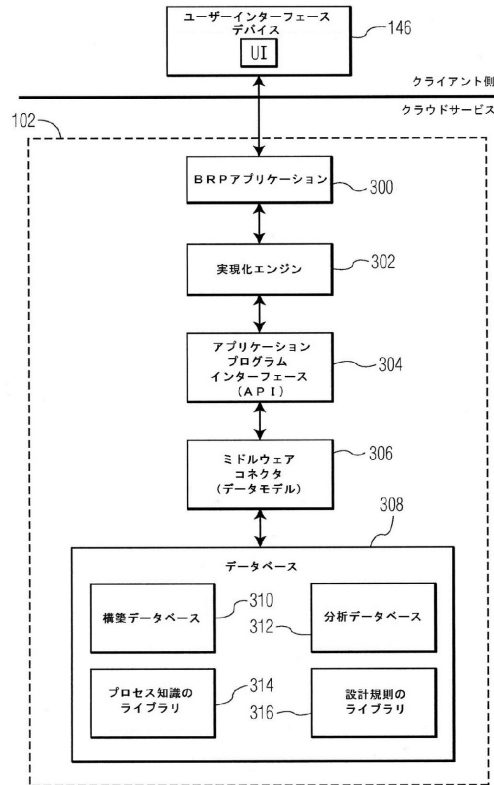 ユーザーインターフェース
デバイス
UI
146
クライアント側
クラウドサービス
102
BRPアプリケーション
300
実現化エンジン
302
アプリケーション
プログラム
インターフェース
(API)
304
ミドルウェア
コネクタ
(データモデル)
306
308
データベース
構築データベース
310
分析データベース
312
プロセス知識の
ライブラリ
314
設計規則の
ライブラリ
316